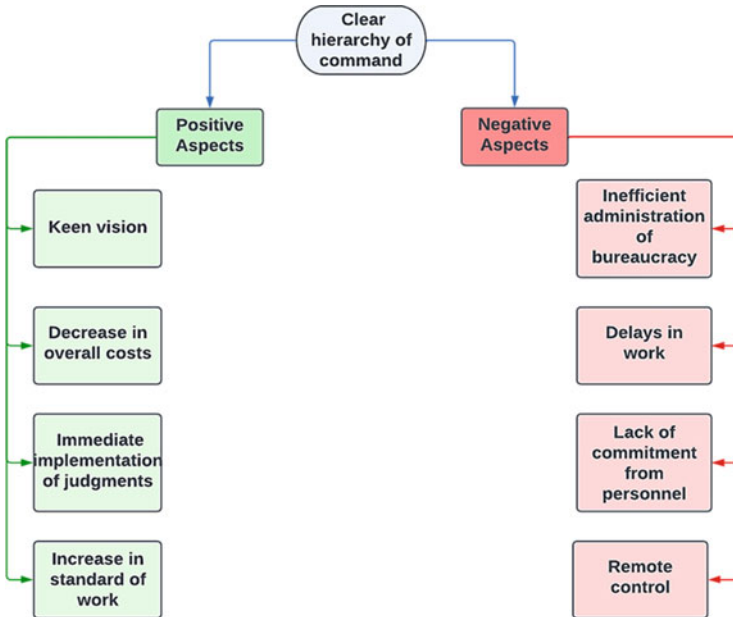 Clear
hierarchy of
command
Positive
Aspects
Negative
Aspects
Keen vision
Decrease in
overall costs
Immediate
implementation
of judgments
Increase in
standard of
work
Inefficient
administration
of
bureaucracy
Delays in
work
Lack of
commitment
from
personnel
Remote
control